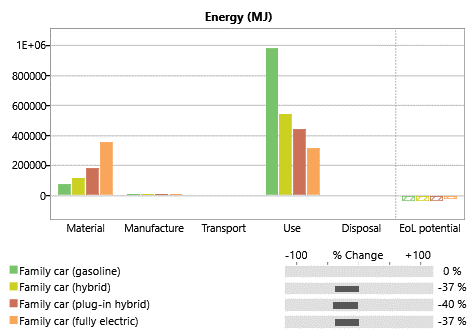 Energy (MJ)
1E+06
800000
600000
400000
200000
0
Material Manufacture Transport Use Disposal EoL potential
-100 % Change +100
Family car (gasoline) 0 %
Family car (hybrid) -37 %
Family car (plug-in hybrid) -40 %
Family car (fully electric) -37 %